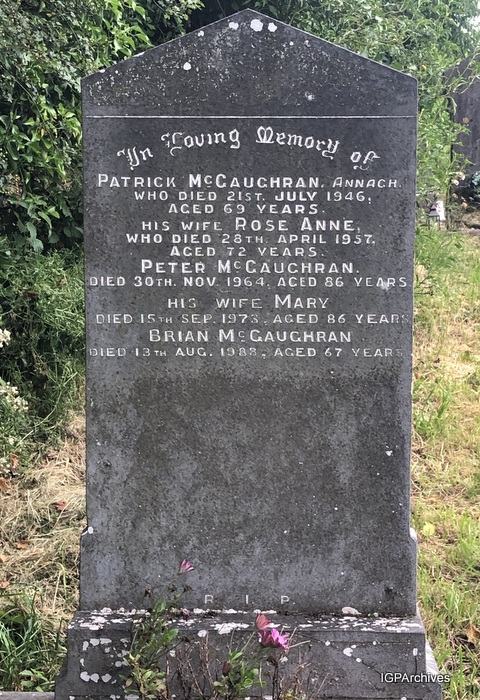 In Loving Memory of
PATRICK McGAUGHRAN, ANNAGH.
WHO DIED 21ST. JULY 1946,
AGED 69 YEARS.
HIS WIFE ROSE ANNE,
WHO DIED 28TH. APRIL 1957.
AGED 72 YEARS.
PETER McGAUGHRAN.
DIED 30TH. NOV. 1964, AGED 86 YEARS
HIS WIFE MARY
DIED 15TH SEP. 1973, AGED 86 YEARS
BRIAN McGAUGHRAN
DIED 13TH AUG. 1988, AGED 67 YEARS
R I P
IGPArchives